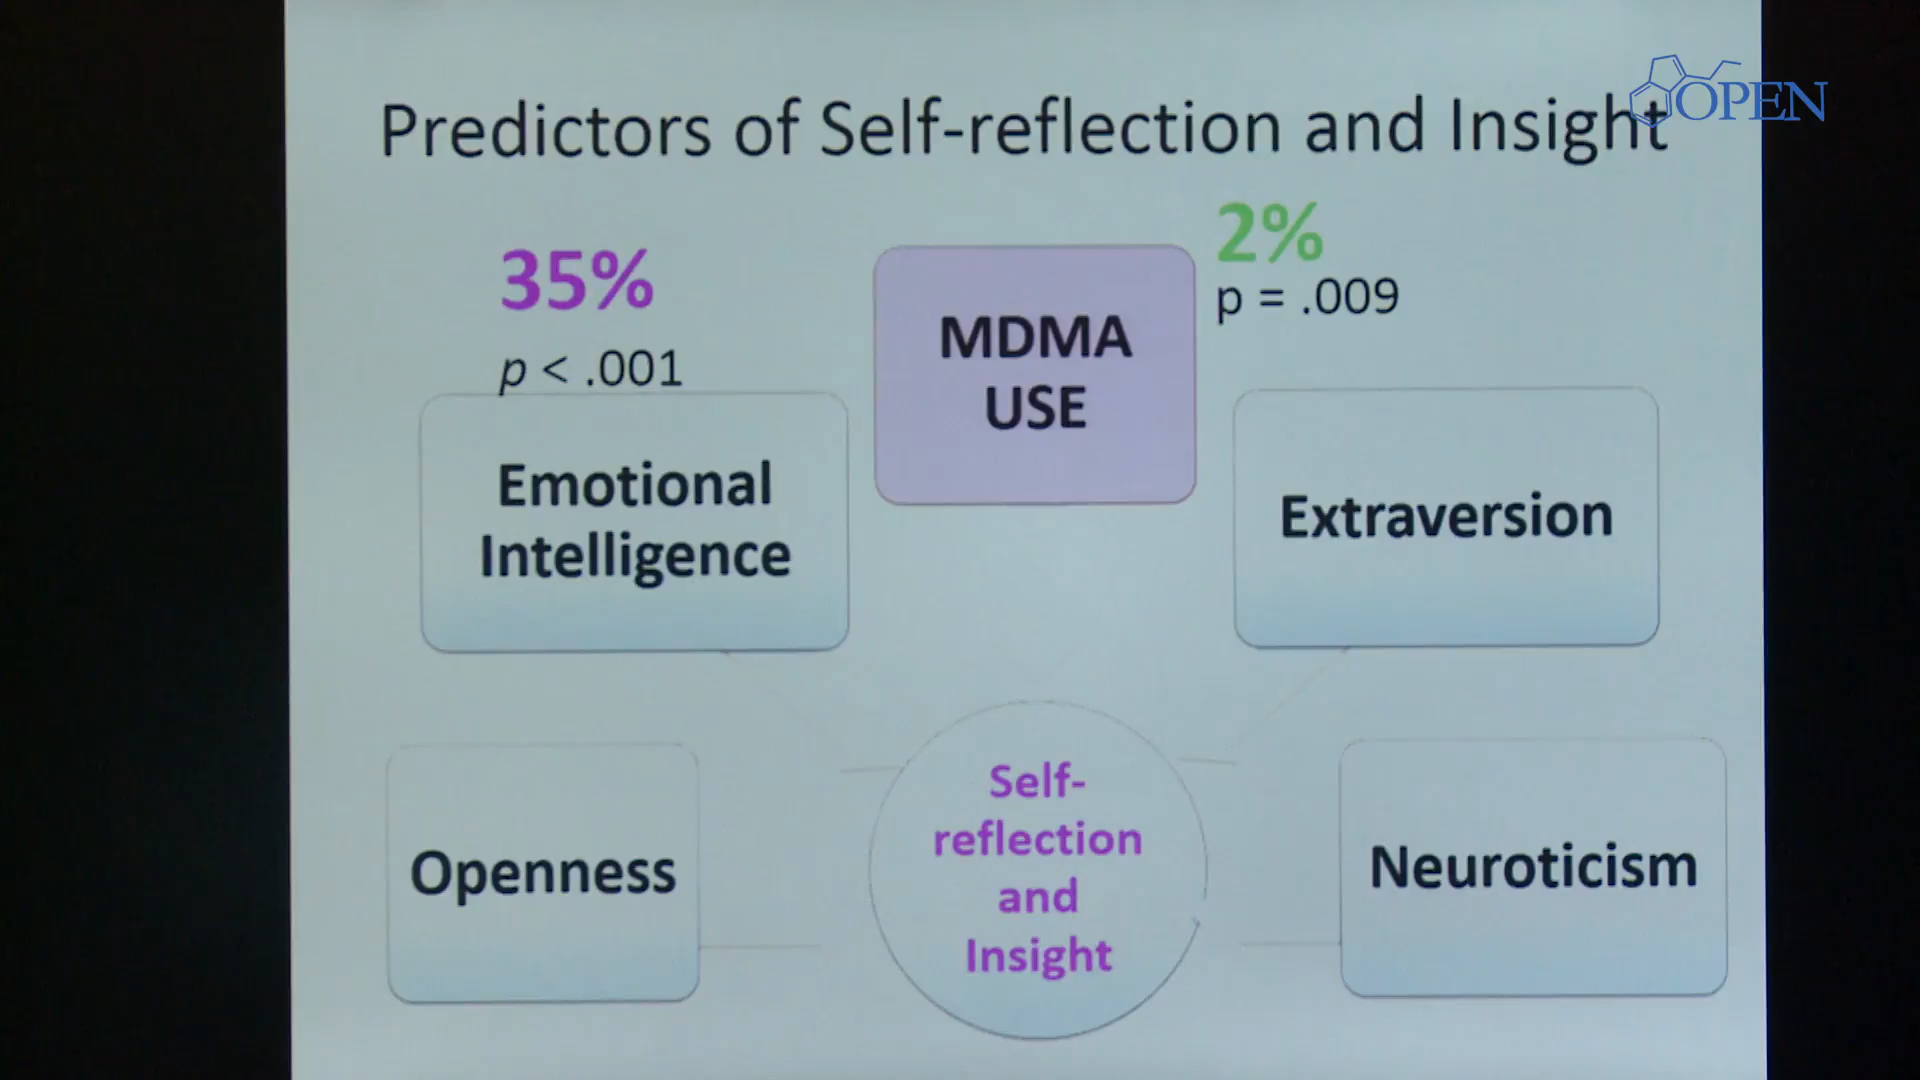 Predictors of Self-reflection and Insight
OPEN
35%
p < .001
2%
p = .009
MDMA
USE
Emotional
Intelligence
Extraversion
Openness
Self-
reflection
and
Insight
Neuroticism